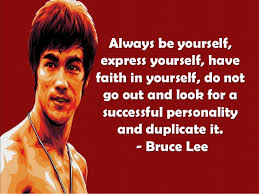 Always be yourself,
express yourself, have
faith in yourself, do not
go out and look for a
successful personality
and duplicate it.
- Bruce Lee